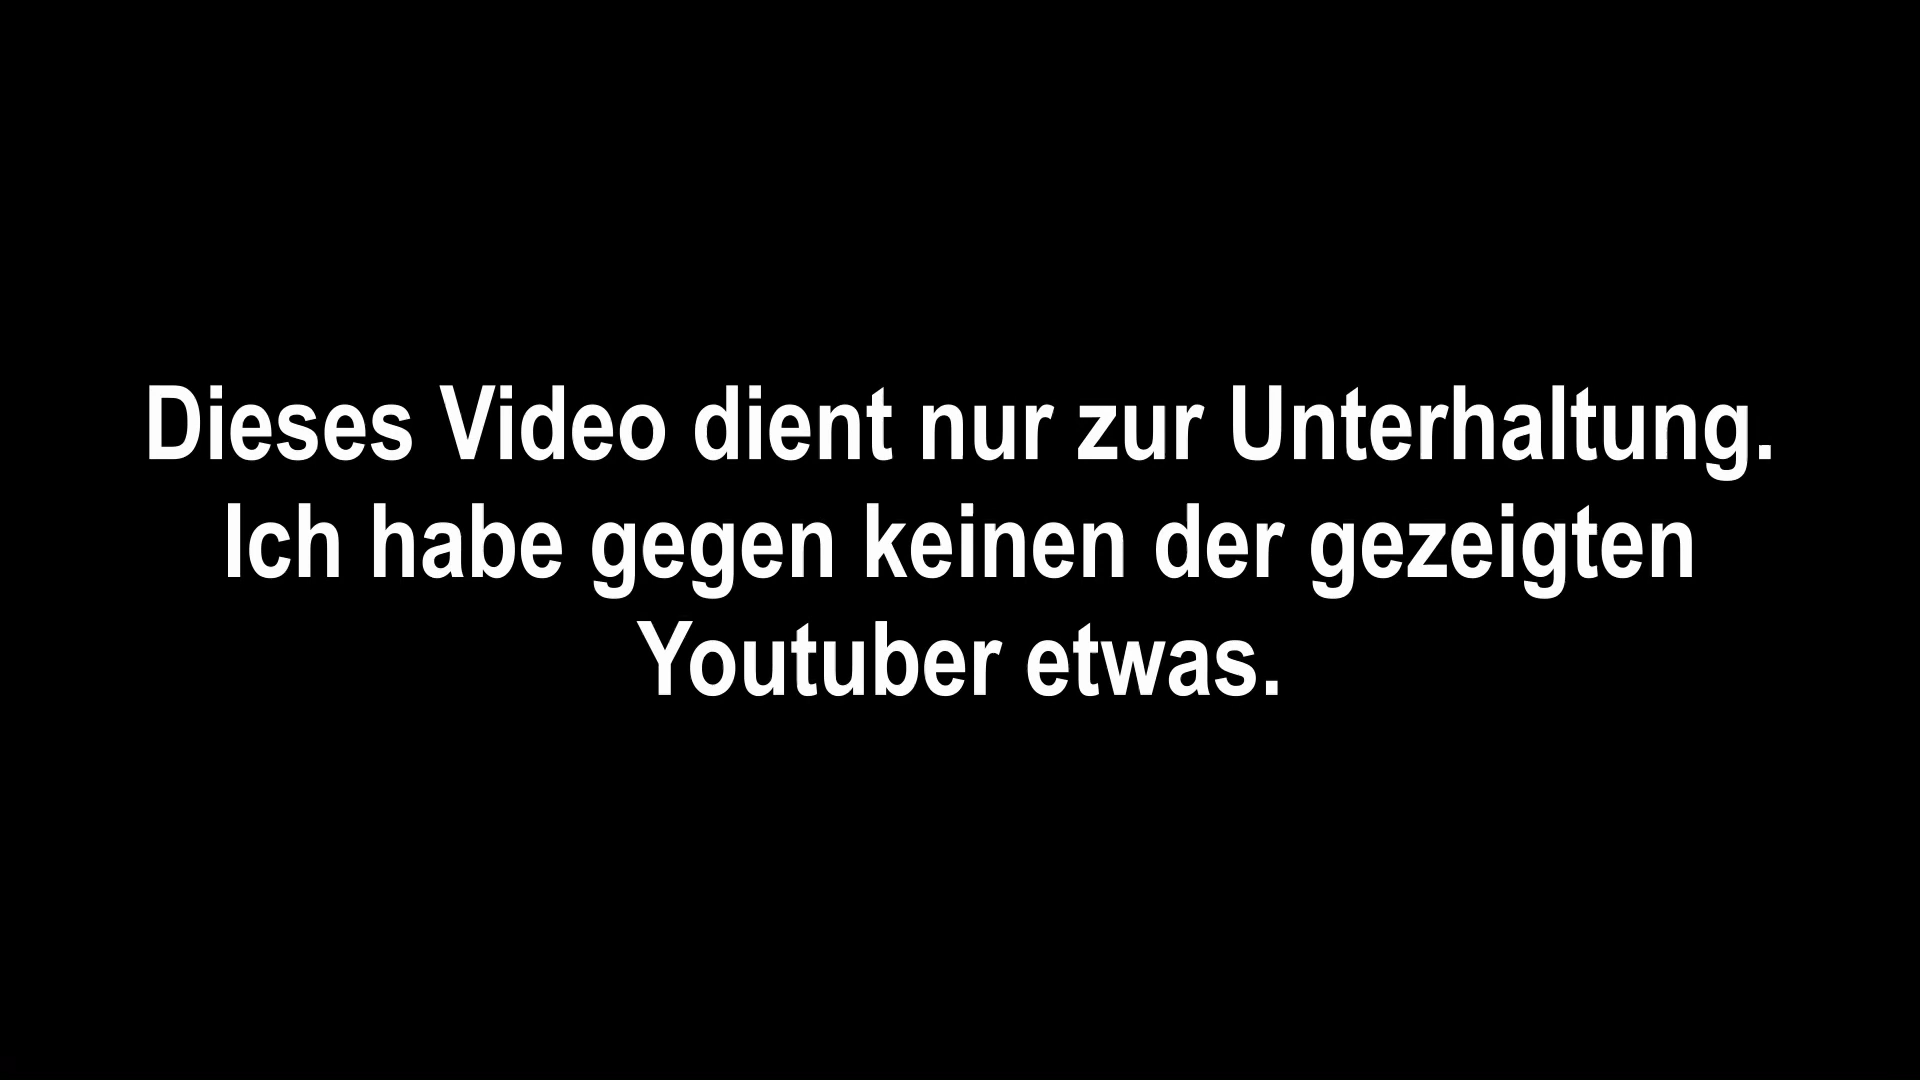 Dieses Video dient nur zur Unterhaltung.
Ich habe gegen keinen der gezeigten
Youtuber etwas.